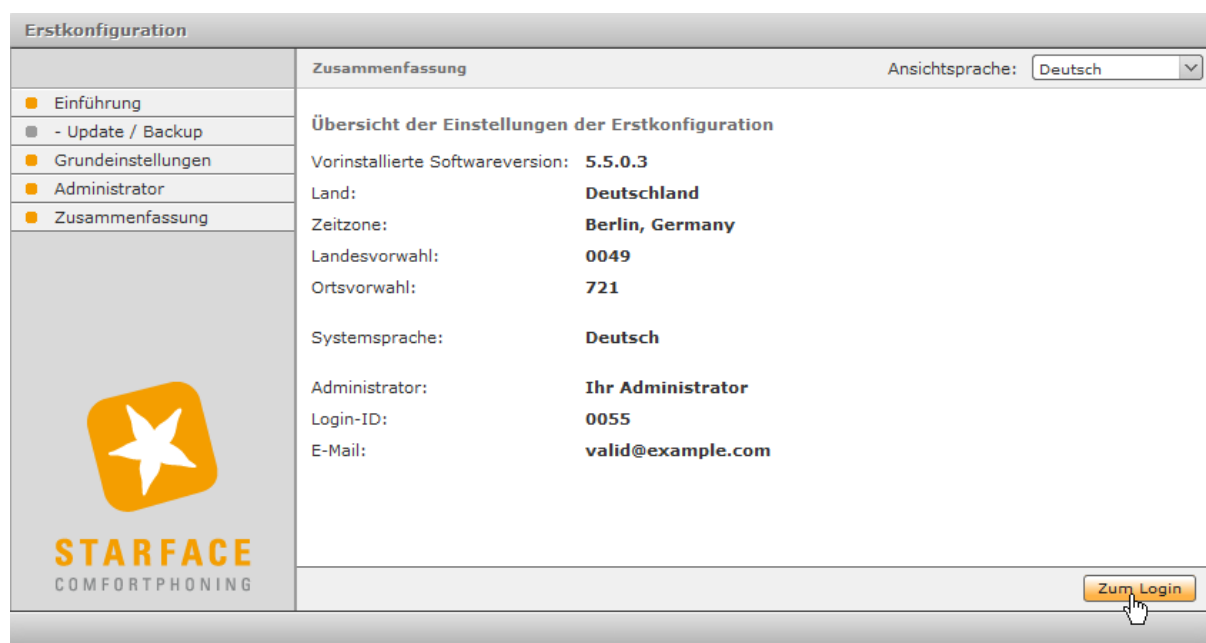 Erstkonfiguration
Zusammenfassung
Ansichtsprache: Deutsch
Einführung
- Update / Backup
Grundeinstellungen
Administrator
Zusammenfassung
Übersicht der Einstellungen der Erstkonfiguration
Vorinstallierte Softwareversion: 5.5.0.3
Land: Deutschland
Zeitzone: Berlin, Germany
Landesvorwahl: 0049
Ortsvorwahl: 721
Systemsprache: Deutsch
Administrator: Ihr Administrator
Login-ID: 0055
E-Mail: valid@example.com
STARFACE
COMFORTPHONING
Zum Login